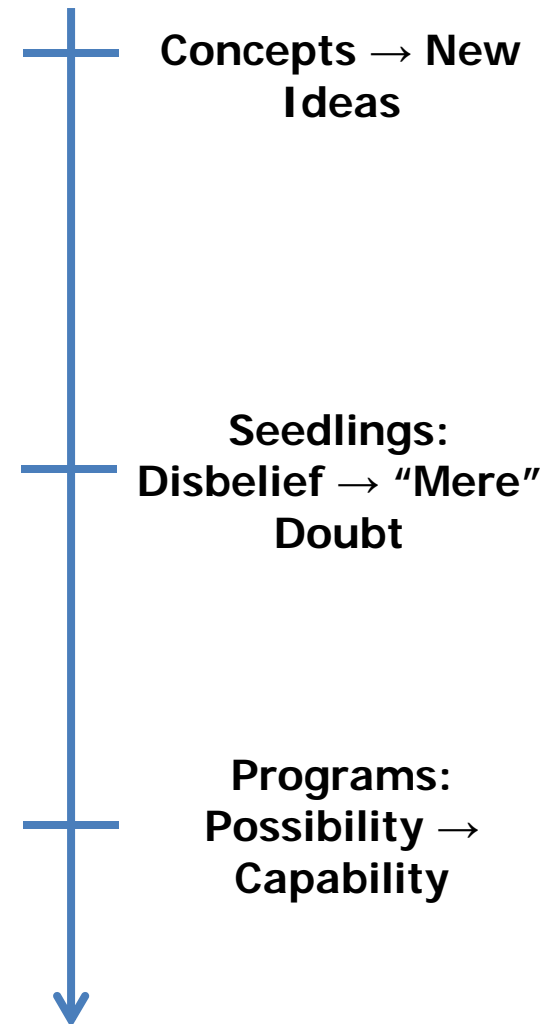 Concepts → New
Ideas
Seedlings:
Disbelief → “Mere”
Doubt
Programs:
Possibility →
Capability